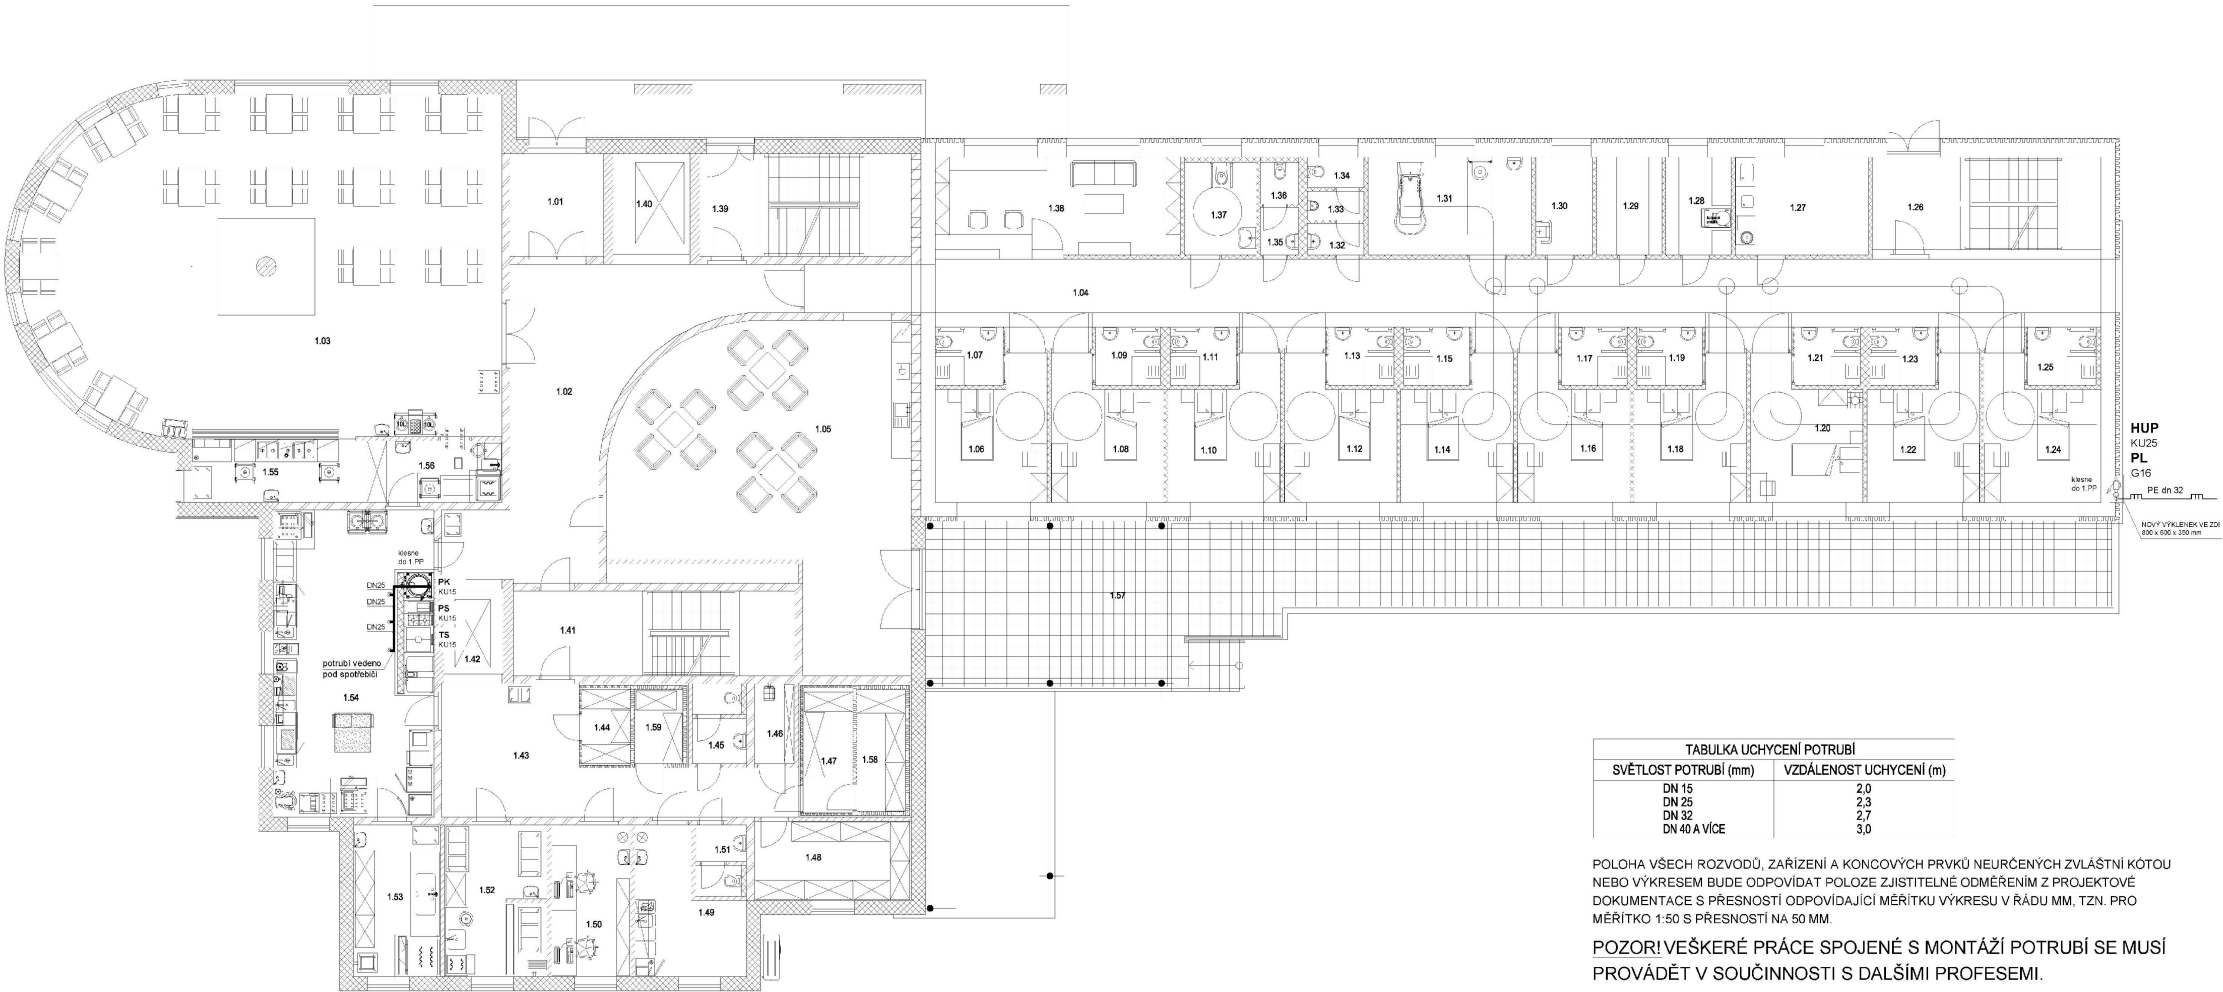 1.01
1.40
1.39
1.38
1.37
1.36
1.35
1.34
1.33
1.32
1.31
1.30
1.29
1.28
1.27
1.26
1.03
1.02
1.04
1.05
1.07
1.09
1.11
1.13
1.15
1.17
1.19
1.21
1.23
1.25
1.06
1.08
1.10
1.12
1.14
1.16
1.18
1.20
1.22
1.24
klesne
do 1.PP
HUP
KU25
PL
G16
PE dn 32
NOVÝ VÝKLENEK VE ZDI
800 x 600 x 350 mm
1.55
1.56
klesne
do 1.PP
DN25
DN25
DN25
PK
KU15
PS
KU15
TS
KU15
1.42
potrubí vedeno
pod spotřebiči
1.54
1.41
1.57
1.43
1.44
1.59
1.45
1.46
1.47
1.58
1.48
1.51
1.49
1.50
1.52
1.53
TABULKA UCHYCENÍ POTRUBÍ
SVĚTLOST POTRUBÍ (mm) VZDÁLENOST UCHYCENÍ (m)
DN 15 2,0
DN 25 2,3
DN 32 2,7
DN 40 A VÍCE 3,0
POLOHA VŠECH ROZVODŮ, ZAŘÍZENÍ A KONCOVÝCH PRVKŮ NEURČENÝCH ZVLÁŠTNÍ KÓTOU
NEBO VÝKRESEM BUDE ODPOVÍDAT POLOZE ZJISTITELNÉ ODMĚŘENÍM Z PROJEKTOVÉ
DOKUMENTACE S PŘESNOSTÍ ODPOVÍDAJÍCÍ MĚŘÍTKU VÝKRESU V ŘÁDU MM, TZN. PRO
MĚŘÍTKO 1:50 S PŘESNOSTÍ NA 50 MM.
POZOR! VEŠKERÉ PRÁCE SPOJENÉ S MONTÁŽÍ POTRUBÍ SE MUSÍ
PROVÁDĚT V SOUČINNOSTI S DALŠÍMI PROFESEMI.